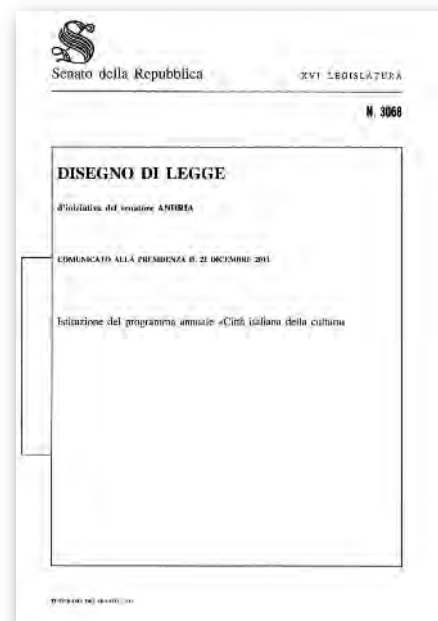 Senato della Repubblica
XVI LEGISLATURA
N. 3068
DISEGNO DI LEGGE
d'iniziativa del senatore ANDRIA
COMUNICATO ALLA PRESIDENZA IL 21 DICEMBRE 2011
Istituzione del programma annuale «Città italiana della cultura»